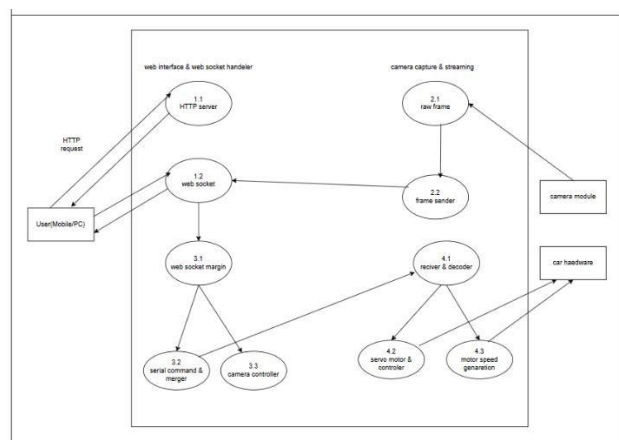 web interface & web socket handeler
camera capture & streaming
1.1
HTTP server
2.1
raw frame
HTTP
request
1.2
web socket
2.2
frame sender
camera module
User(Mobile/PC)
3.1
web socket margin
4.1
reciver & decoder
car haedware
3.2
serial command &
merger
3.3
camera controller
4.2
servo motor &
controler
4.3
motor speed
genaretion